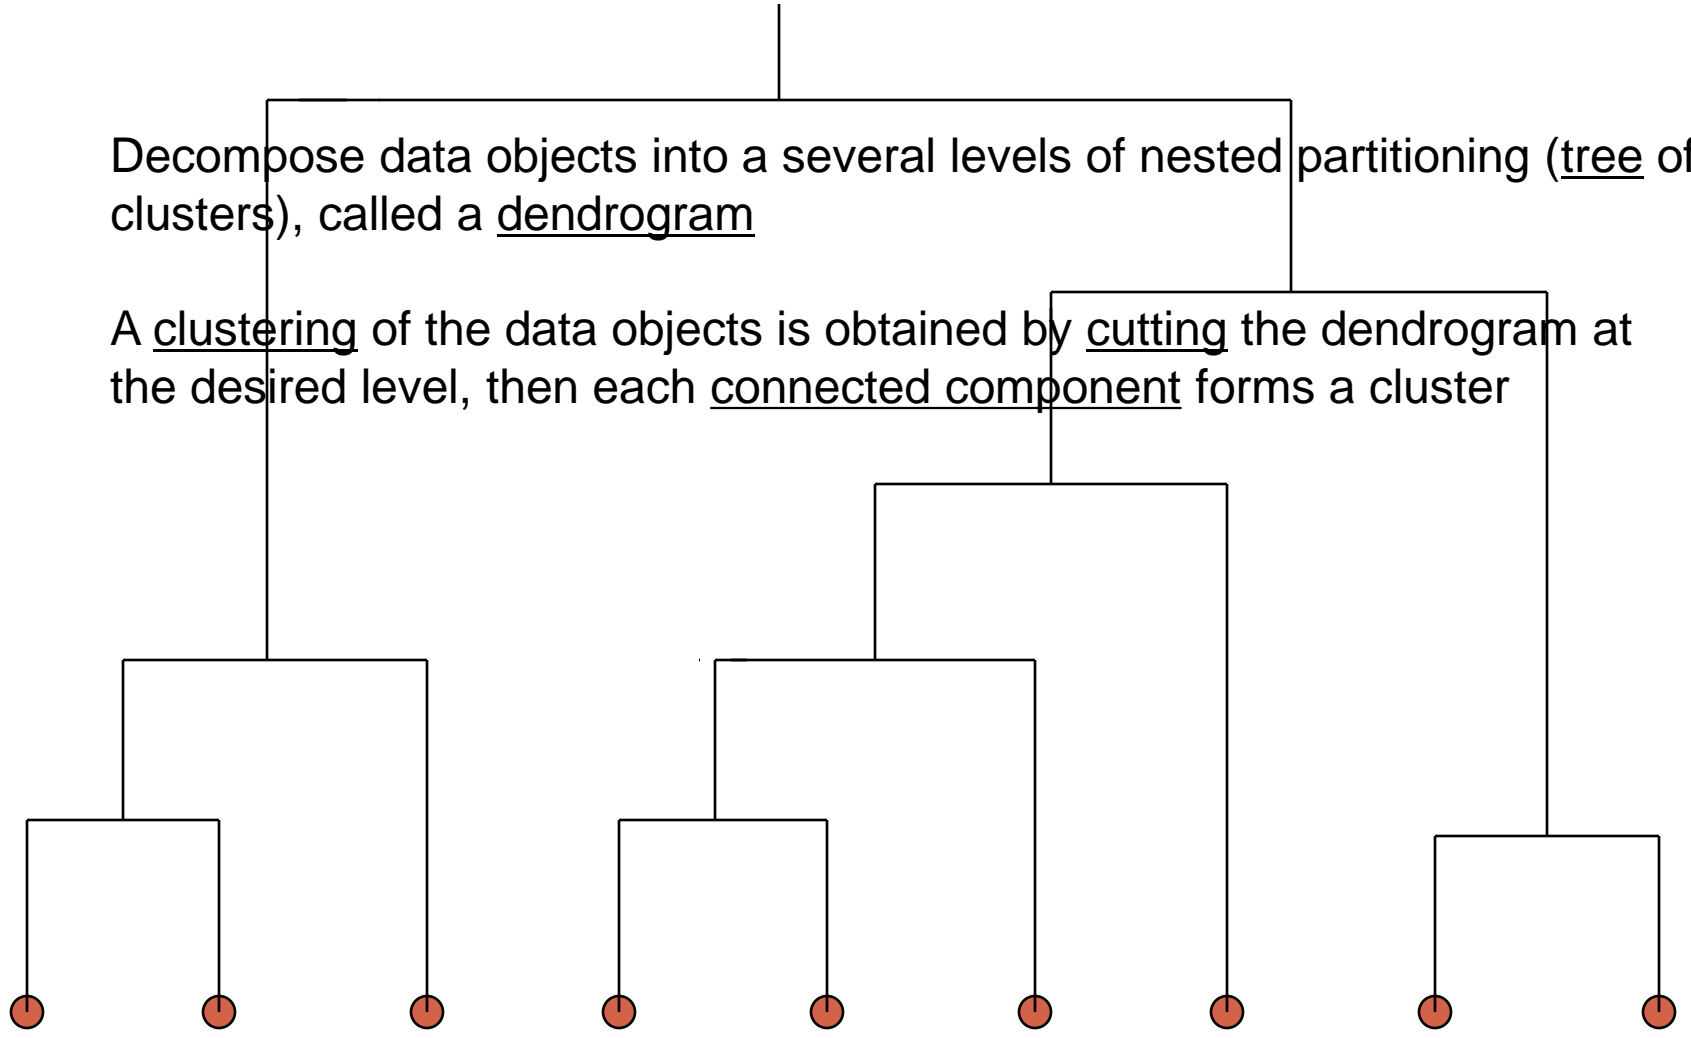 Decompose data objects into a several levels of nested partitioning (tree of
clusters), called a dendrogram
A clustering of the data objects is obtained by cutting the dendrogram at
the desired level, then each connected component forms a cluster